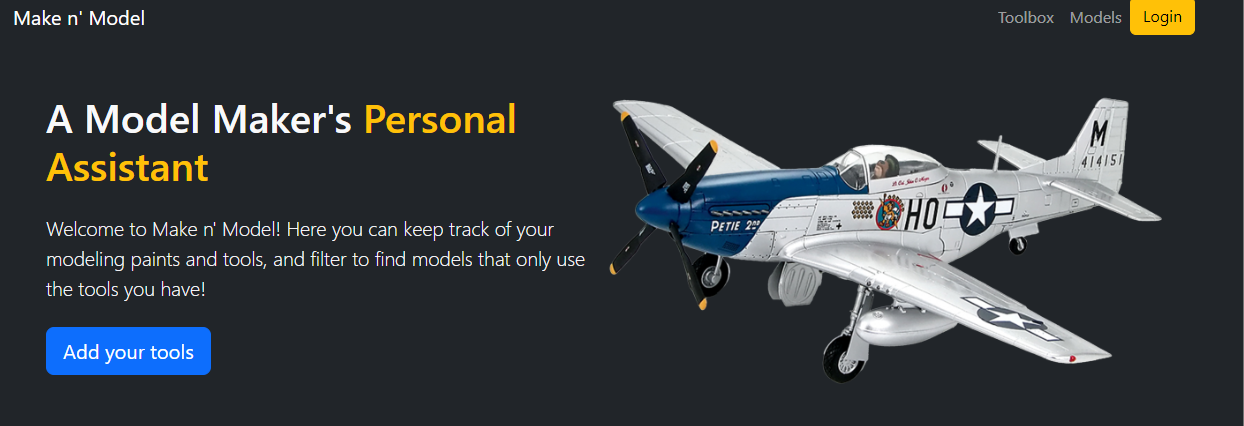 Make n' Model
Toolbox Models Login
A Model Maker's Personal
Assistant
Welcome to Make n' Model! Here you can keep track of your
modeling paints and tools, and filter to find models that only use
the tools you have!
Add your tools
M
414151
HO
PETIE 2ND